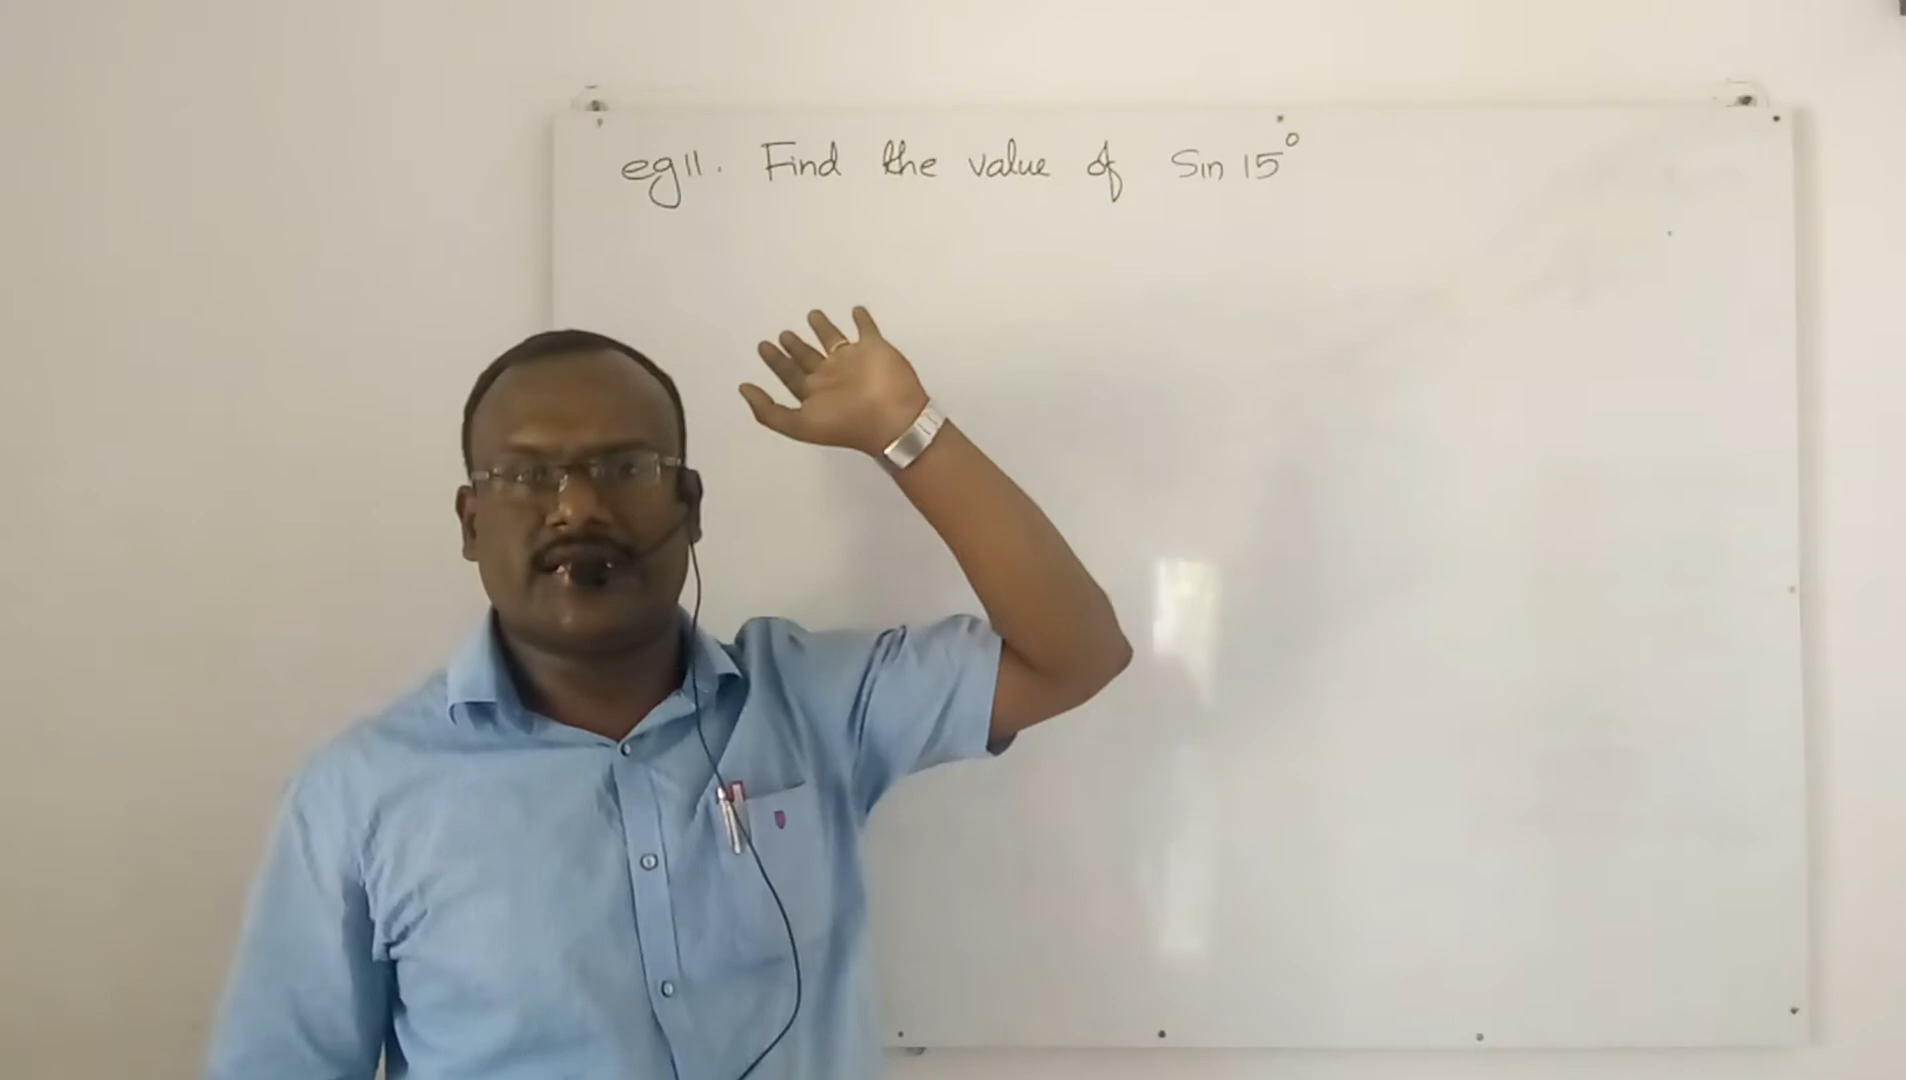 eg11. Find the value of Sin 15°